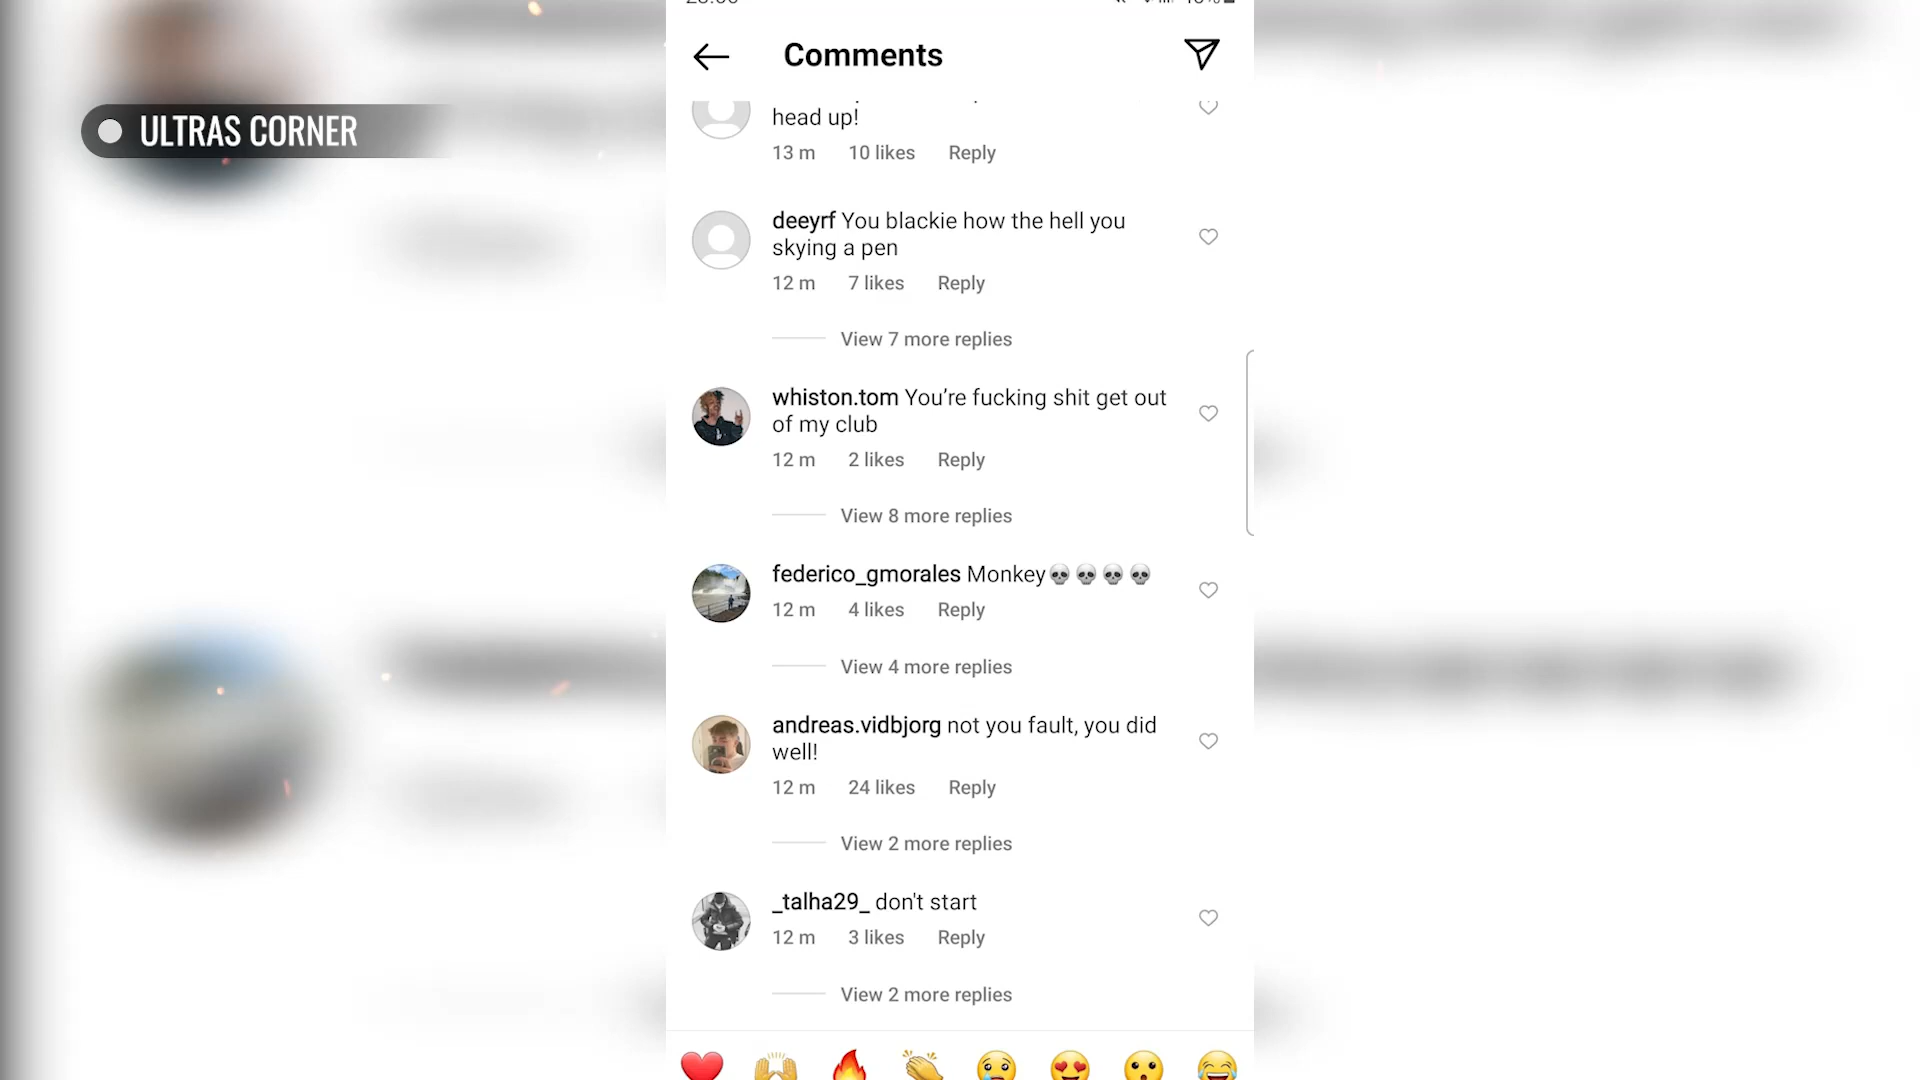 ULTRAS CORNER
Comments
head up!
13 m 10 likes Reply
deeyrf You blackie how the hell you
skying a pen
12 m 7 likes Reply
View 7 more replies
whiston.tom You’re fucking shit get out
of my club
12 m 2 likes Reply
View 8 more replies
federico_gmorales Monkey💀💀💀💀
12 m 4 likes Reply
View 4 more replies
andreas.vidbjorg not you fault, you did
well!
12 m 24 likes Reply
View 2 more replies
_talha29_ don't start
12 m 3 likes Reply
View 2 more replies